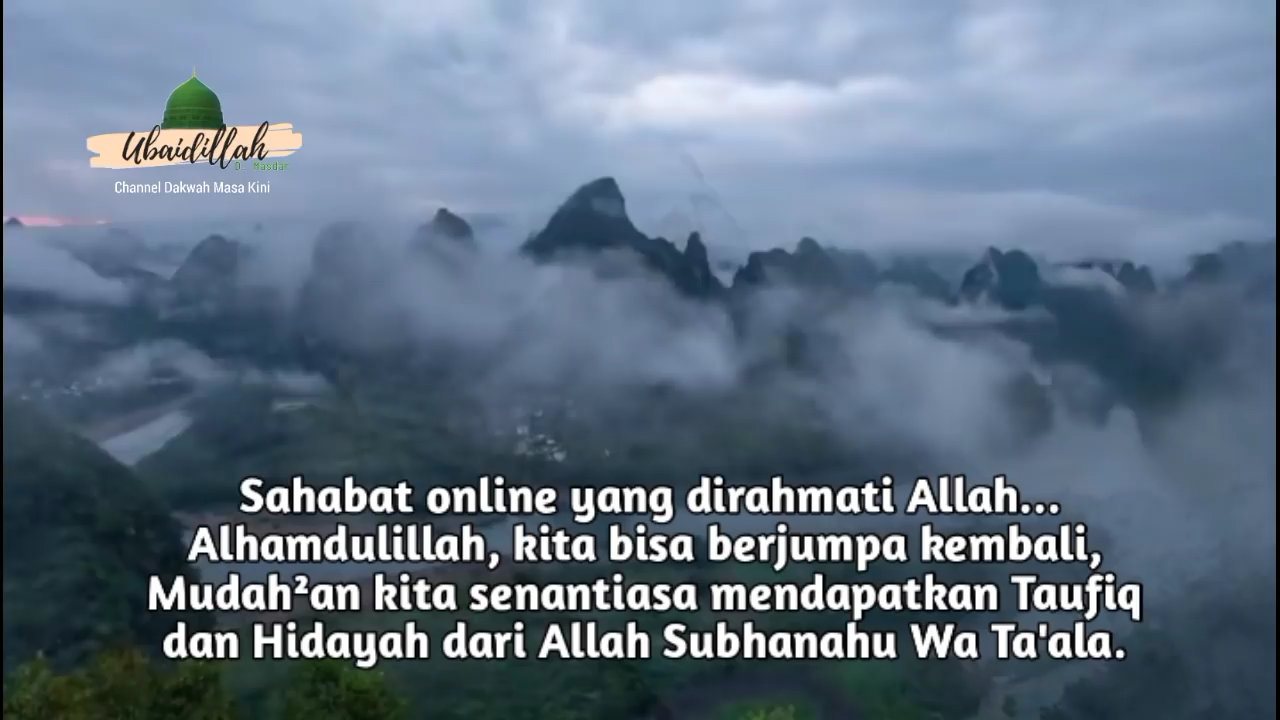 Ubaidillah
Channel Dakwah Masa Kini
Sahabat online yang dirahmati Allah...
Alhamdulillah, kita bisa berjumpa kembali,
Mudah²an kita senantiasa mendapatkan Taufiq
dan Hidayah dari Allah Subhanahu Wa Ta'ala.